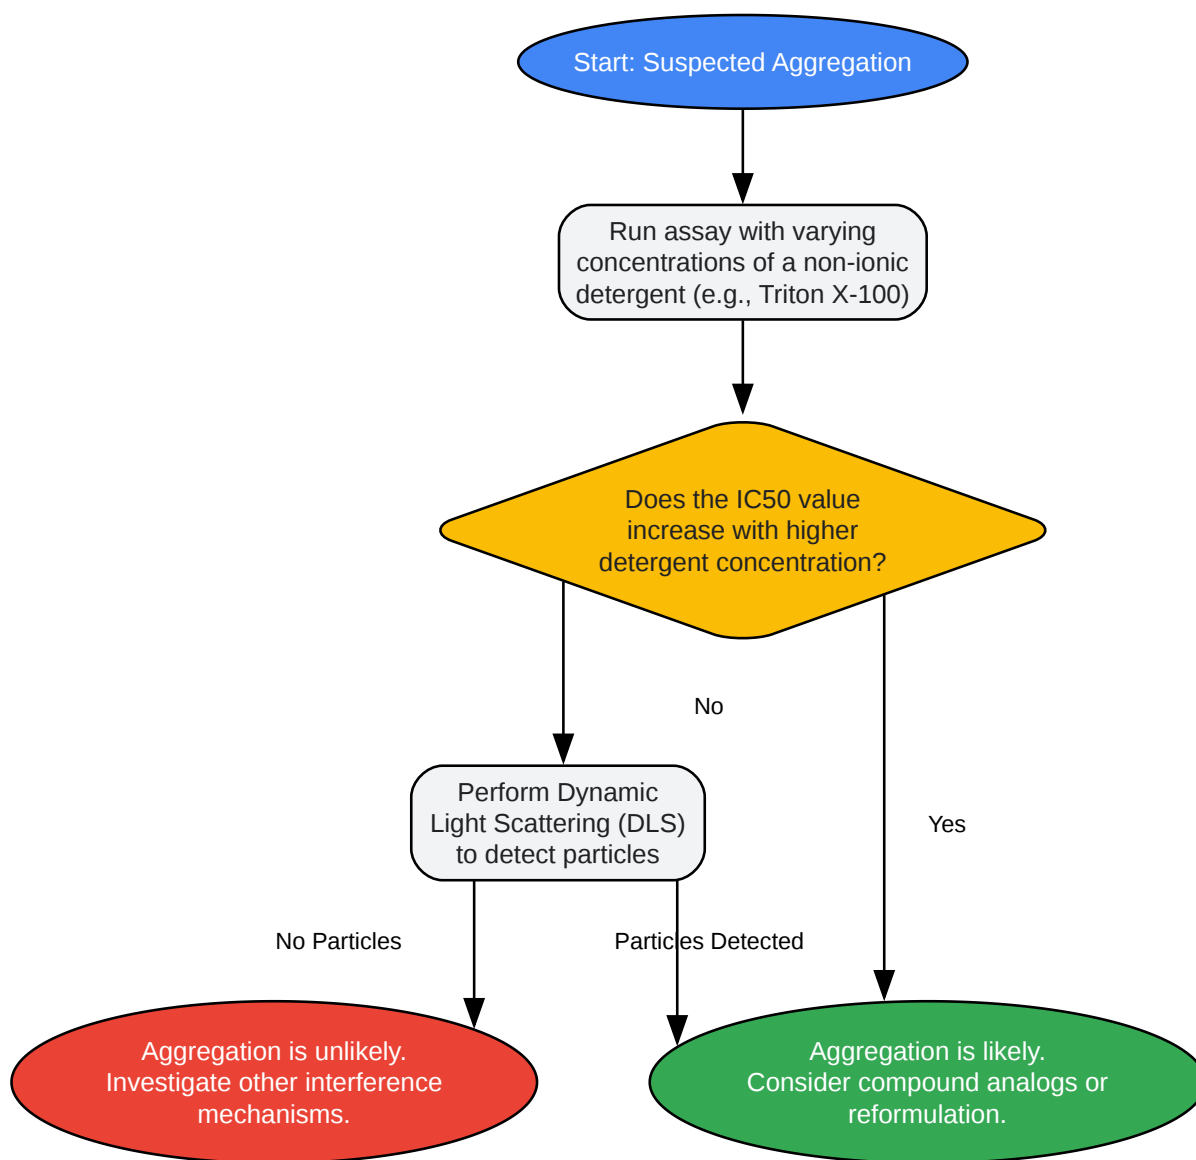 Start: Suspected Aggregation
Run assay with varying
concentrations of a non-ionic
detergent (e.g., Triton X-100)
Does the IC50 value
increase with higher
detergent concentration?
No
Perform Dynamic
Light Scattering (DLS)
to detect particles
Yes
No Particles
Particles Detected
Aggregation is unlikely.
Investigate other interference
mechanisms.
Aggregation is likely.
Consider compound analogs or
reformulation.